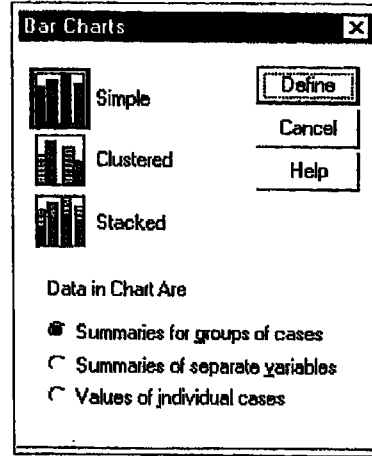 Bar Charts
Simple
Define
Cancel
Clustered
Help
Stacked
Data in Chart Are
Summaries for groups of cases
Summaries of separate variables
Values of individual cases